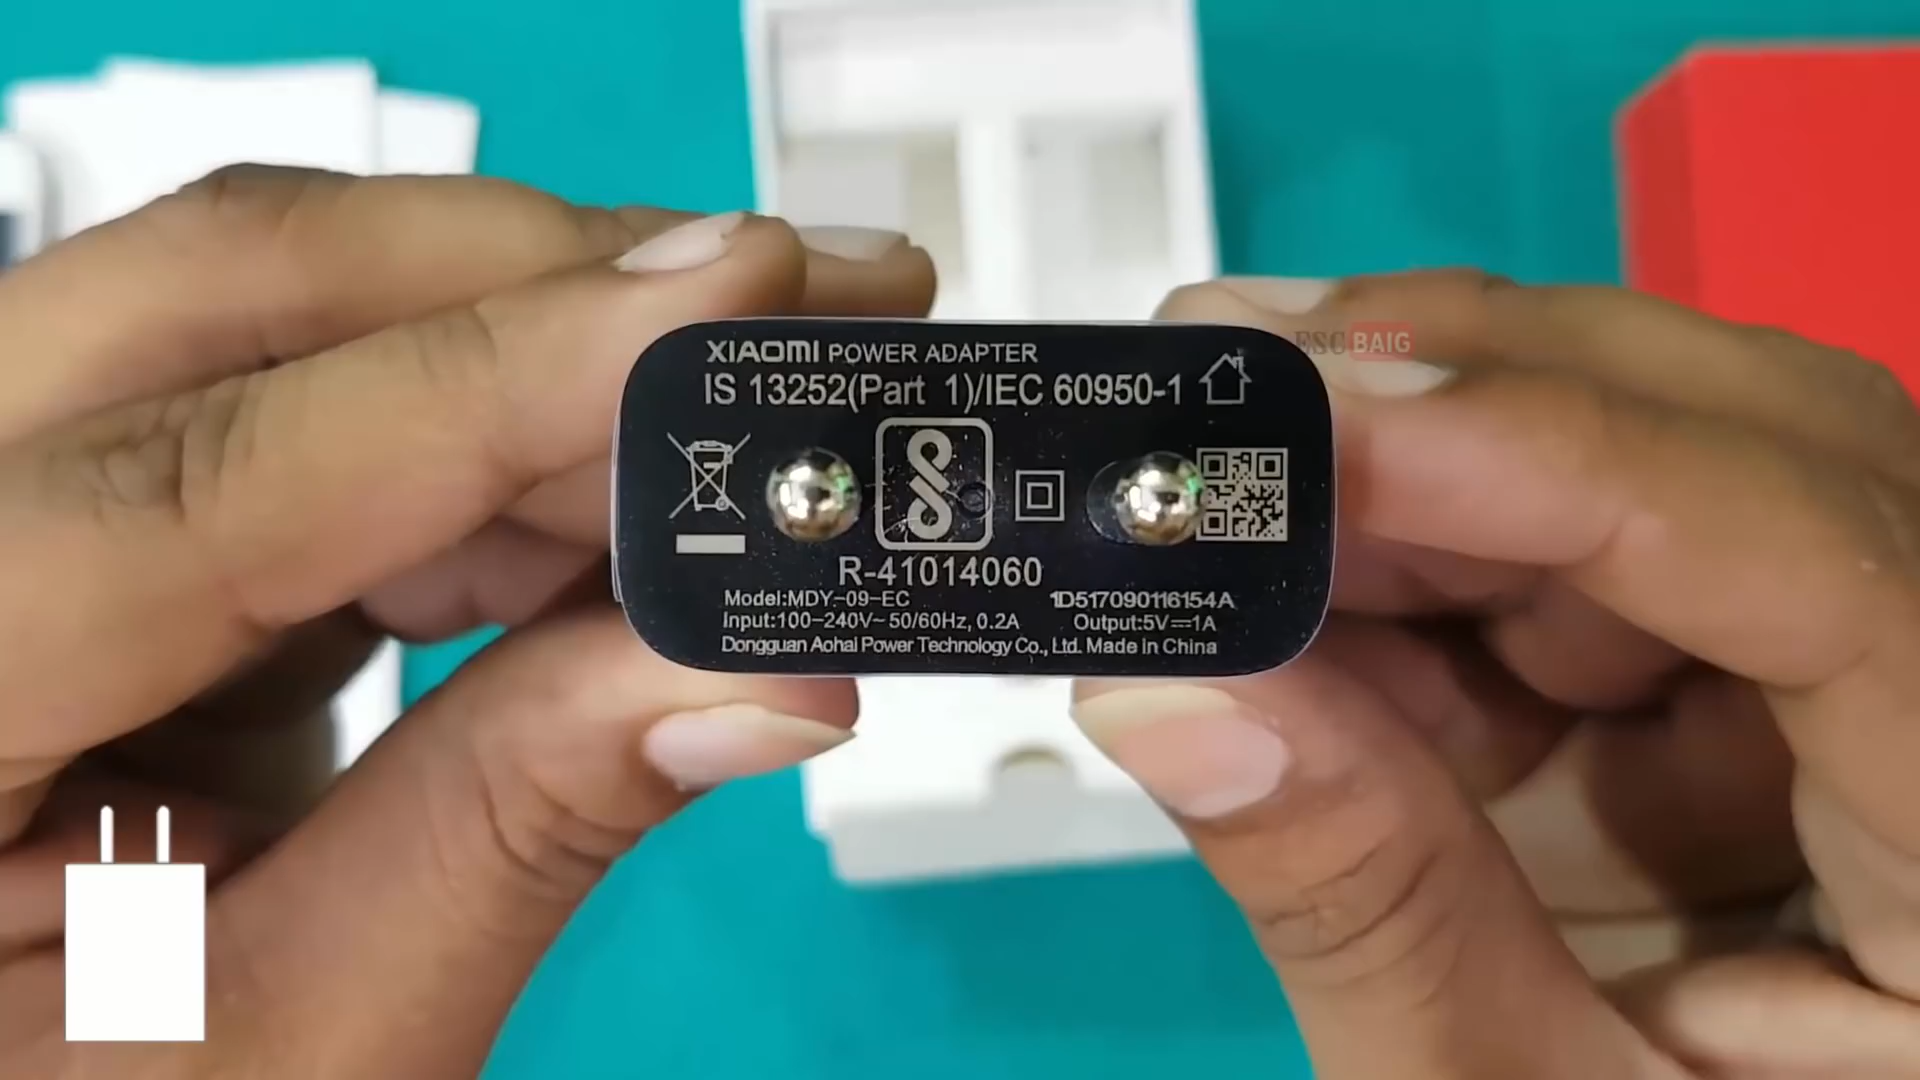 XIAOMI POWER ADAPTER
IS 13252(Part 1)/IEC 60950-1
R-41014060
Model:MDY-09-EC
1D517090116154A
Input:100-240V~50/60Hz, 0.2A
Output:5V⎓1A
Dongguan Aohai Power Technology Co., Ltd. Made in China
ESC BAIG